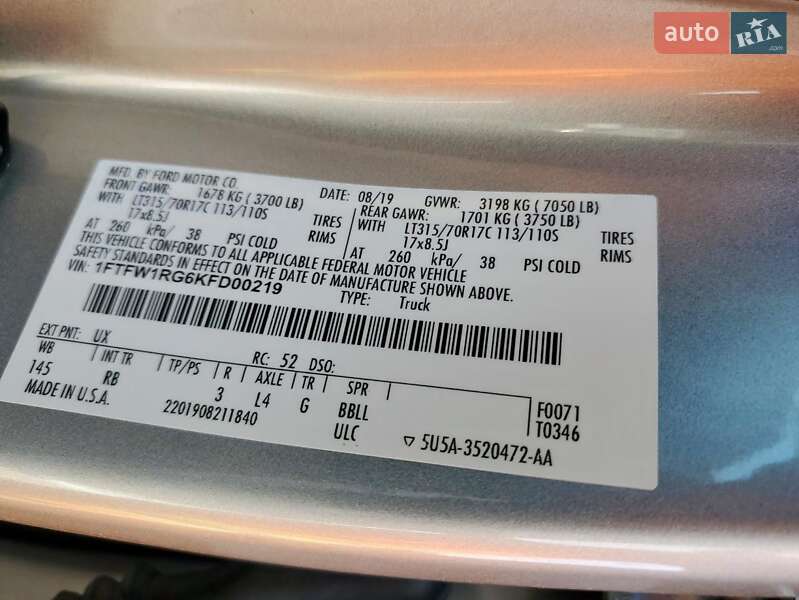 auto RIA
.com
MFD. BY FORD MOTOR CO.
DATE: 08/19 GVWR: 3198 KG ( 7050 LB)
FRONT GAWR: 1678 KG ( 3700 LB)
REAR GAWR: 1701 KG ( 3750 LB)
WITH LT315/70R17C 113/110S TIRES
WITH LT315/70R17C 113/110S TIRES
17x8.5J RIMS
17x8.5J RIMS
AT 260 kPa/ 38 PSI COLD
AT 260 kPa/ 38 PSI COLD
THIS VEHICLE CONFORMS TO ALL APPLICABLE FEDERAL MOTOR VEHICLE
SAFETY STANDARDS IN EFFECT ON THE DATE OF MANUFACTURE SHOWN ABOVE.
VIN: 1FTFW1RG6KFD00219
TYPE: Truck
EXT PNT: UX RC: 52 DSO:
WB INT TR TP/PS R AXLE TR SPR
145 RB 3 L4 G BBLL F0071
MADE IN U.S.A. 2201908211840 ULC T0346
▽ 5U5A-3520472-AA